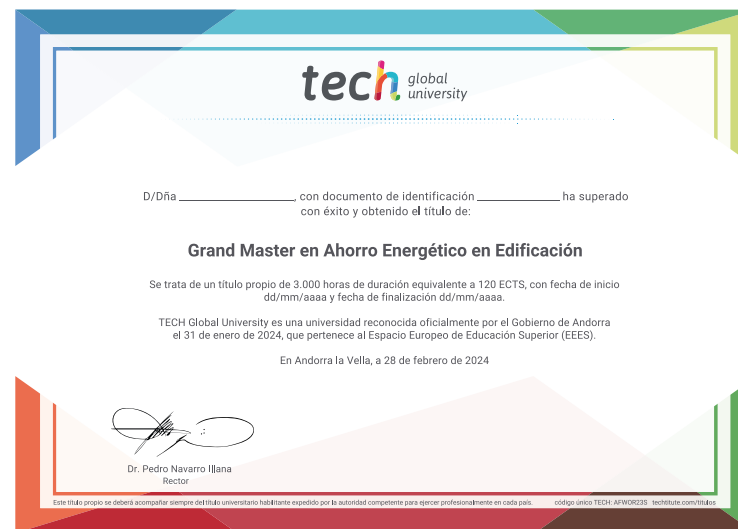 tech global
university
D/Dña ______________, con documento de identificación ______________ ha superado
con éxito y obtenido el título de:
Grand Master en Ahorro Energético en Edificación
Se trata de un título propio de 3.000 horas de duración equivalente a 120 ECTS, con fecha de inicio
dd/mm/aaaa y fecha de finalización dd/mm/aaaa.
TECH Global University es una universidad reconocida oficialmente por el Gobierno de Andorra
el 31 de enero de 2024, que pertenece al Espacio Europeo de Educación Superior (EEES).
En Andorra la Vella, a 28 de febrero de 2024
Dr. Pedro Navarro Illana
Rector
Este título propio se deberá acompañar siempre del título universitario habilitante expedido por la autoridad competente para ejercer profesionalmente en cada país. código único TECH: AFWOR23S techtitute.com/titulos